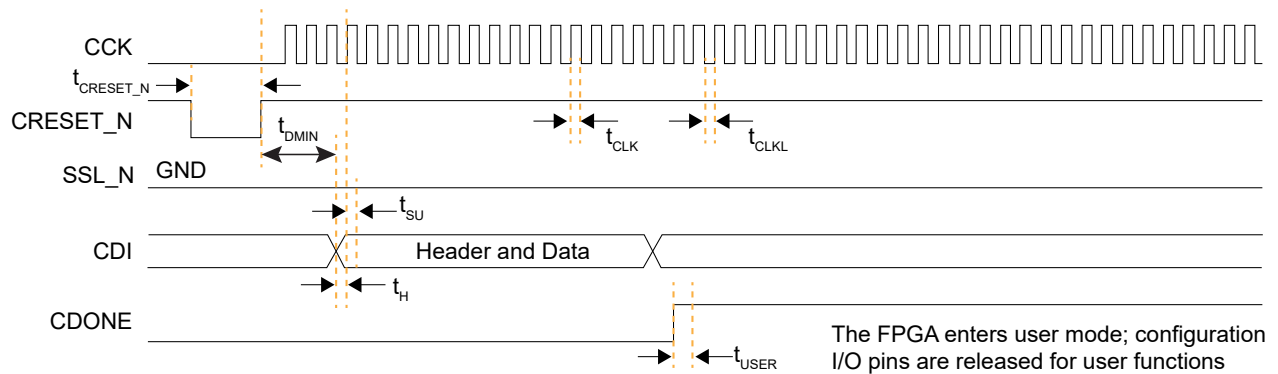 CCK
tCRESET_N
CRESET_N
tDMIN
tCLK
tCLKL
SSL_N GND
tSU
CDI Header and Data
tH
CDONE
tUSER
The FPGA enters user mode; configuration
I/O pins are released for user functions